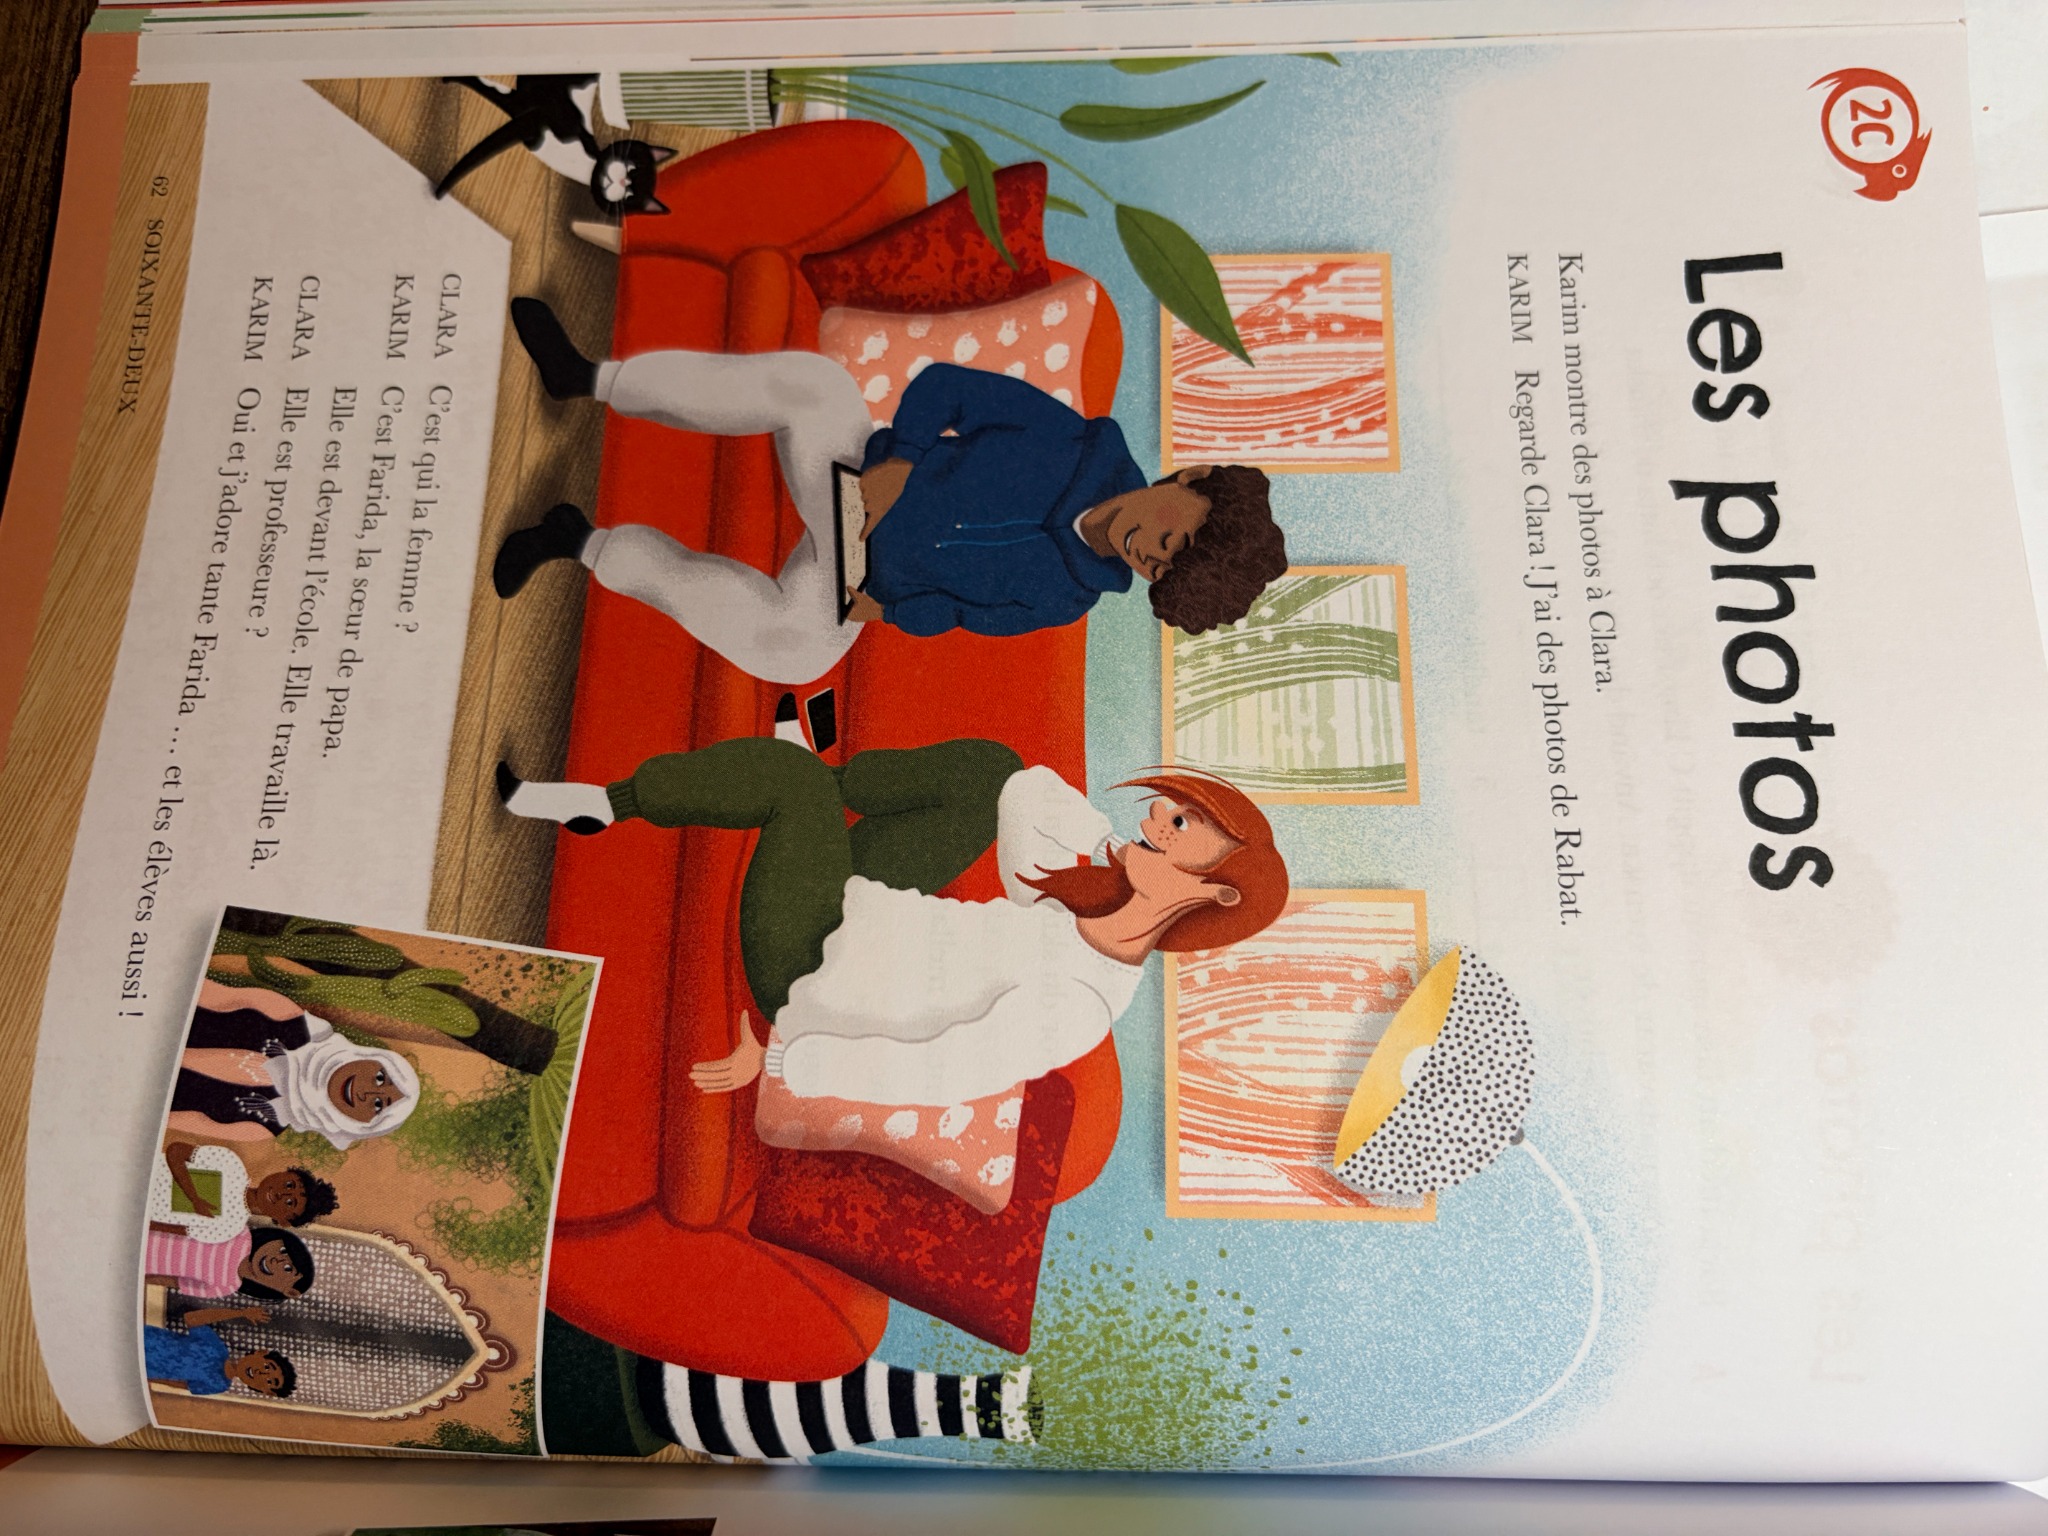 2C
Les photos
Karim montre des photos à Clara.
KARIM Regarde Clara ! J'ai des photos de Rabat.
CLARA C'est qui la femme ?
KARIM C'est Farida, la sœur de papa.
Elle est devant l'école. Elle travaille là.
CLARA Elle est professeure ?
KARIM Oui et j'adore tante Farida … et les élèves aussi !
62 SOIXANTE-DEUX